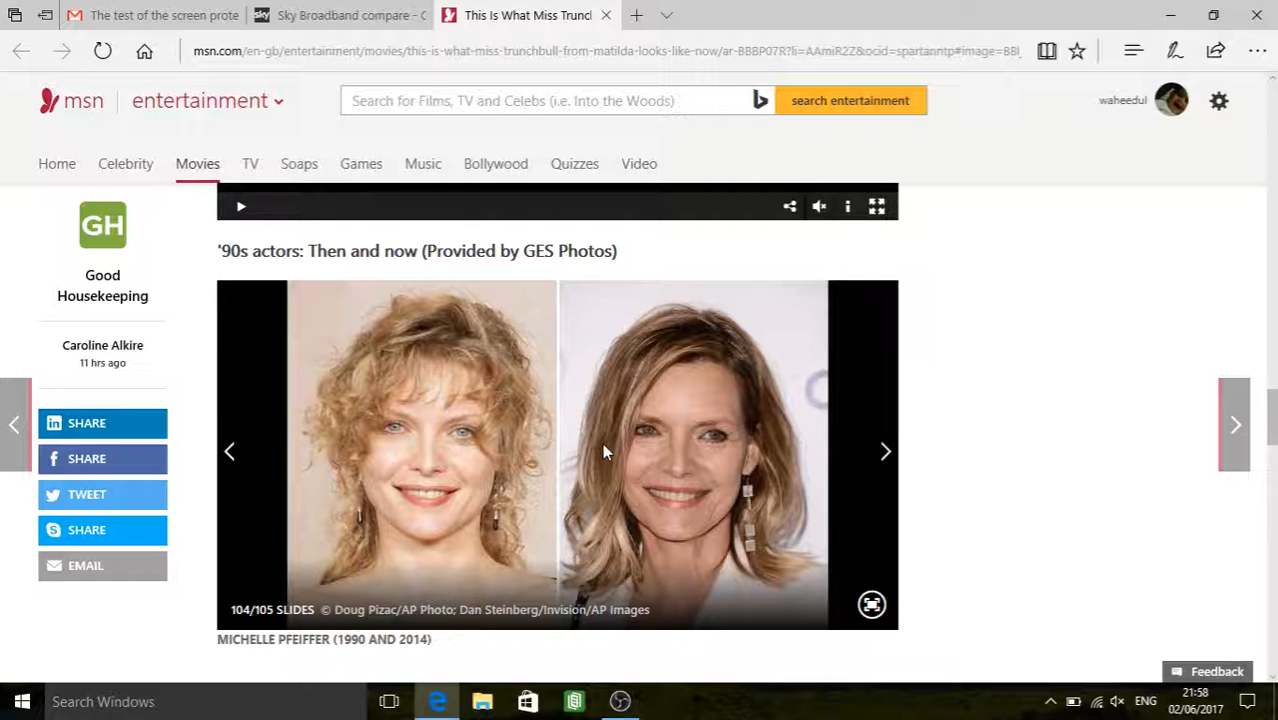 The test of the screen prote
Sky Broadband compare - C
This Is What Miss Trunchb
msn.com/en-gb/entertainment/movies/this-is-what-miss-trunchbull-from-matilda-looks-like-now/ar-BBBP07R?li=AAmiR2Z&ocid=spartanntp#image=BBl
msn
entertainment
Search for Films, TV and Celebs (i.e. Into the Woods)
search entertainment
waheedul
Home
Celebrity
Movies
TV
Soaps
Games
Music
Bollywood
Quizzes
Video
GH
Good
Housekeeping
Caroline Alkire
11 hrs ago
SHARE
SHARE
TWEET
SHARE
EMAIL
'90s actors: Then and now (Provided by GES Photos)
104/105 SLIDES © Doug Pizac/AP Photo; Dan Steinberg/Invision/AP Images
MICHELLE PFEIFFER (1990 AND 2014)
Feedback
Search Windows
ENG
21:58
02/06/2017